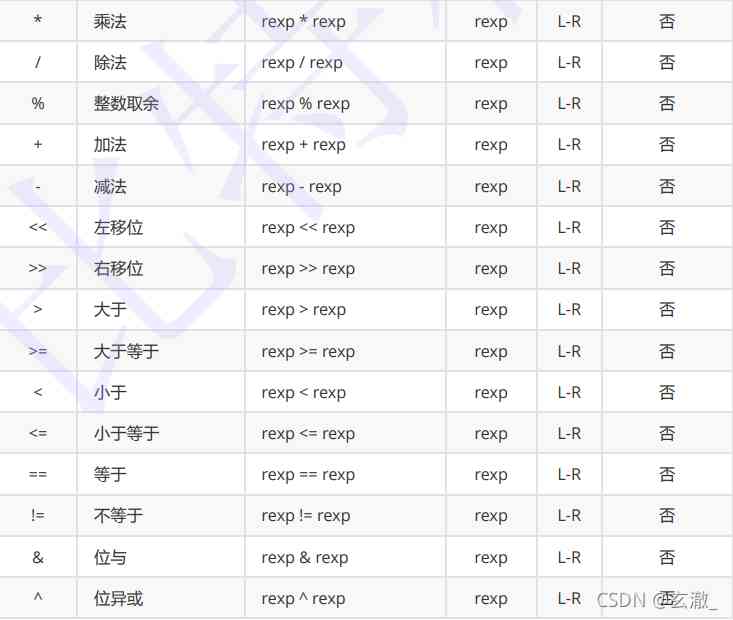 * 乘法 rexp * rexp rexp L-R 否
/ 除法 rexp / rexp rexp L-R 否
% 整数取余 rexp % rexp rexp L-R 否
+ 加法 rexp + rexp rexp L-R 否
- 减法 rexp - rexp rexp L-R 否
<< 左移位 rexp << rexp rexp L-R 否
>> 右移位 rexp >> rexp rexp L-R 否
> 大于 rexp > rexp rexp L-R 否
>= 大于等于 rexp >= rexp rexp L-R 否
< 小于 rexp < rexp rexp L-R 否
<= 小于等于 rexp <= rexp rexp L-R 否
== 等于 rexp == rexp rexp L-R 否
!= 不等于 rexp != rexp rexp L-R 否
& 位与 rexp & rexp rexp L-R 否
^ 位异或 rexp ^ rexp rexp L-R 否
CSDN @玄澈_
比特